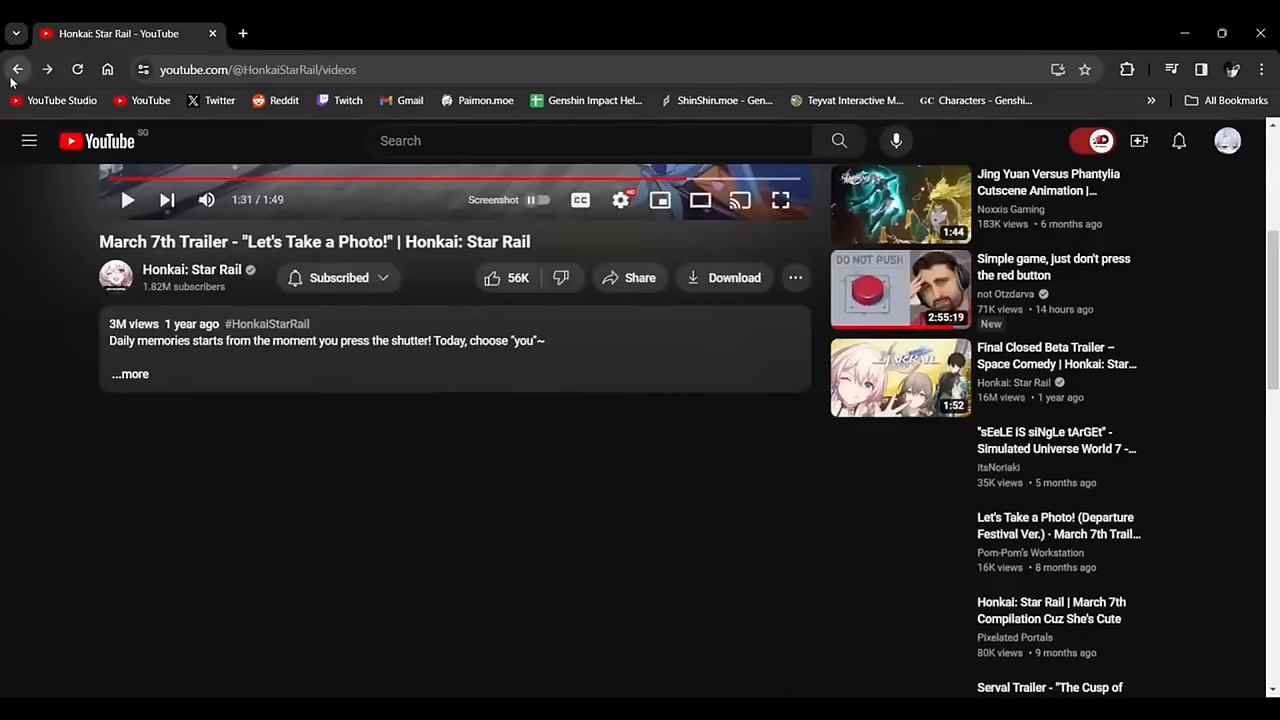 Honkai: Star Rail - YouTube
youtube.com/@HonkaiStarRail/videos
YouTube Studio
YouTube
Twitter
Reddit
Twitch
Gmail
Paimon.moe
Genshin Impact Hel...
ShinShin.moe - Gen...
Teyvat Interactive M...
GC Characters - Genshi...
All Bookmarks
YouTube SG
Search
1:31 / 1:49
Screenshot
CC
HD
March 7th Trailer - "Let's Take a Photo!" | Honkai: Star Rail
Honkai: Star Rail
1.82M subscribers
Subscribed
56K
Share
Download
3M views 1 year ago #HonkaiStarRail
Daily memories starts from the moment you press the shutter! Today, choose "you"~
...more
1:44
Jing Yuan Versus Phantylia
Cutscene Animation |...
Noxxis Gaming
183K views • 6 months ago
DO NOT PUSH
2:55:19
Simple game, just don't press
the red button
not Otzdarva
71K views • 14 hours ago
New
STAR RAIL
1:52
Final Closed Beta Trailer –
Space Comedy | Honkai: Star...
Honkai: Star Rail
16M views • 1 year ago
"sEeLE iS siNgLe tArGEt" -
Simulated Universe World 7 -...
ItsNoriaki
35K views • 5 months ago
Let's Take a Photo! (Departure
Festival Ver.) · March 7th Trail...
Pom-Pom's Workstation
16K views • 8 months ago
Honkai: Star Rail | March 7th
Compilation Cuz She's Cute
Pixelated Portals
80K views • 9 months ago
Serval Trailer - "The Cusp of